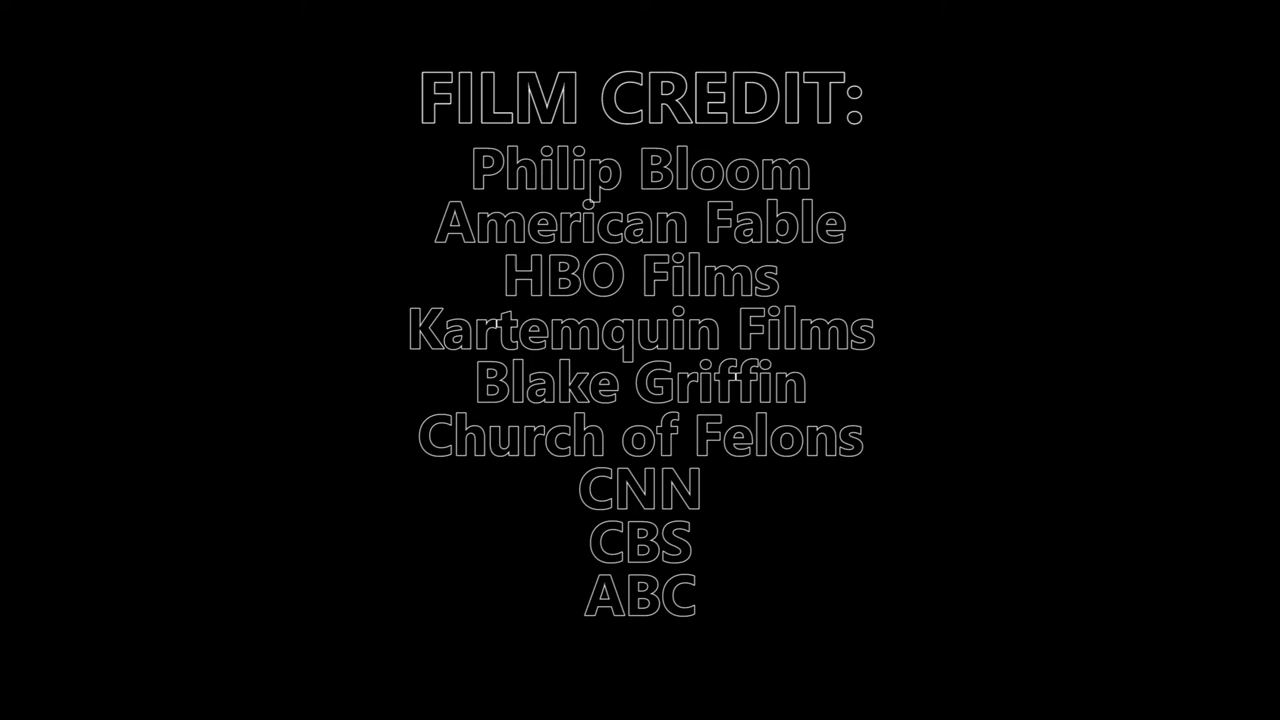 FILM CREDIT:
Philip Bloom
American Fable
HBO Films
Kartemquin Films
Blake Griffin
Church of Felons
CNN
CBS
ABC